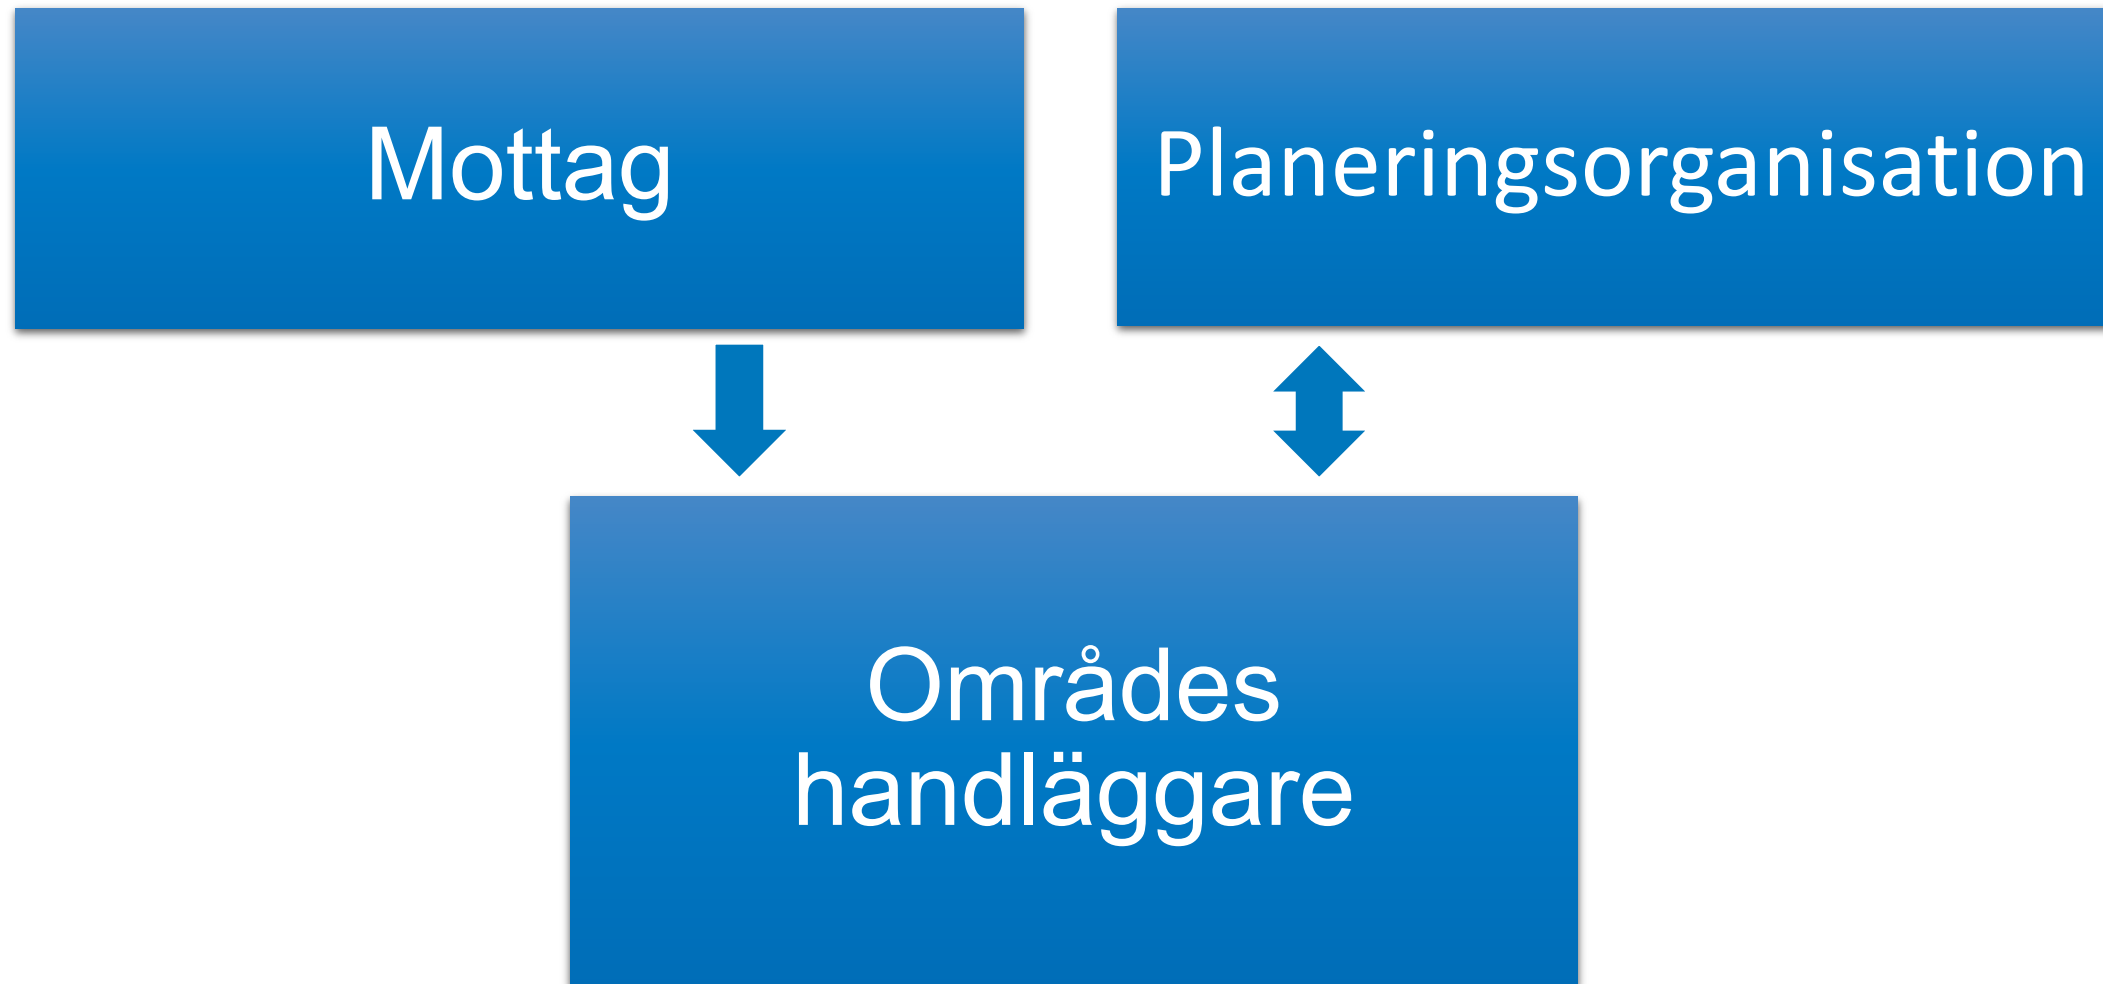 Mottag
Planeringsorganisation
Områdes
handläggare